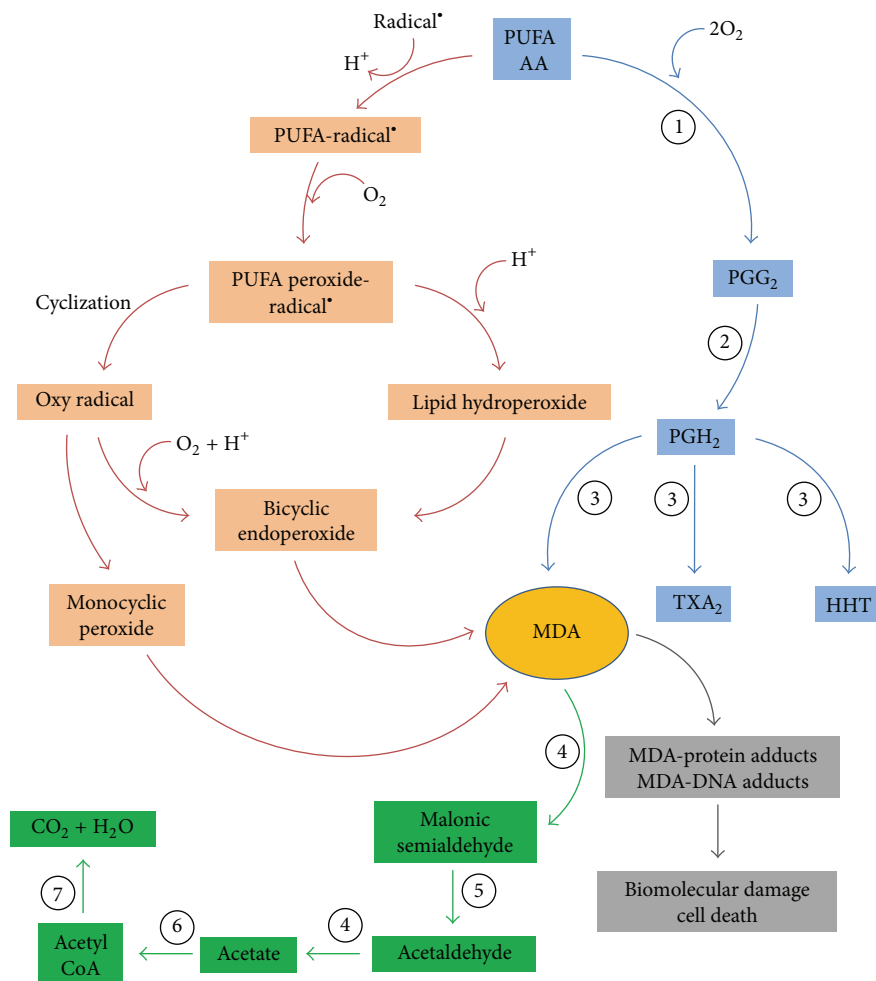 Radical•
PUFA
AA
2O₂
H⁺
1
PUFA-radical•
O₂
H⁺
PUFA peroxide-
radical•
PGG₂
Cyclization
2
Oxy radical
Lipid hydroperoxide
O₂ + H⁺
PGH₂
3
3
3
Bicyclic
endoperoxide
Monocyclic
peroxide
MDA
TXA₂
HHT
4
MDA-protein adducts
MDA-DNA adducts
CO₂ + H₂O
Malonic
semialdehyde
7
5
Biomolecular damage
cell death
6
4
Acetyl
CoA
Acetate
Acetaldehyde